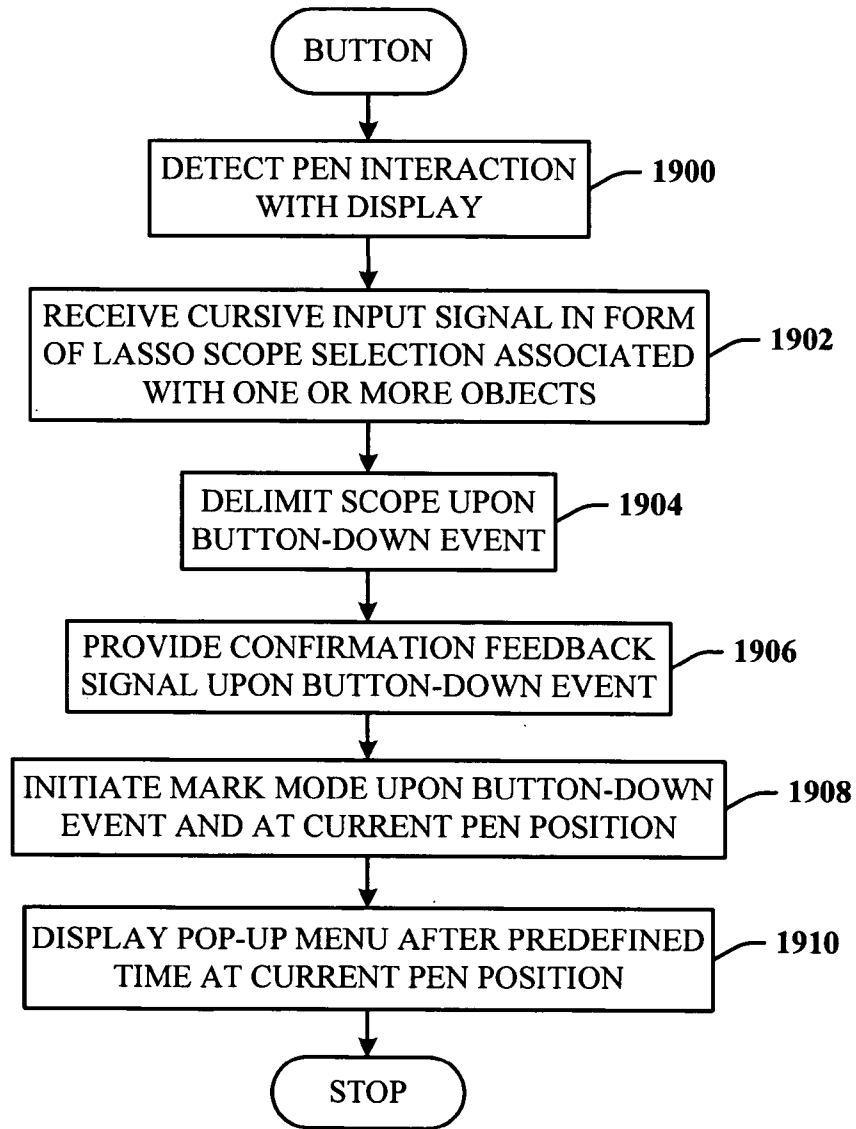 BUTTON
DETECT PEN INTERACTION
WITH DISPLAY
1900
RECEIVE CURSIVE INPUT SIGNAL IN FORM
OF LASSO SCOPE SELECTION ASSOCIATED
WITH ONE OR MORE OBJECTS
1902
DELIMIT SCOPE UPON
BUTTON-DOWN EVENT
1904
PROVIDE CONFIRMATION FEEDBACK
SIGNAL UPON BUTTON-DOWN EVENT
1906
INITIATE MARK MODE UPON BUTTON-DOWN
EVENT AND AT CURRENT PEN POSITION
1908
DISPLAY POP-UP MENU AFTER PREDEFINED
TIME AT CURRENT PEN POSITION
1910
STOP